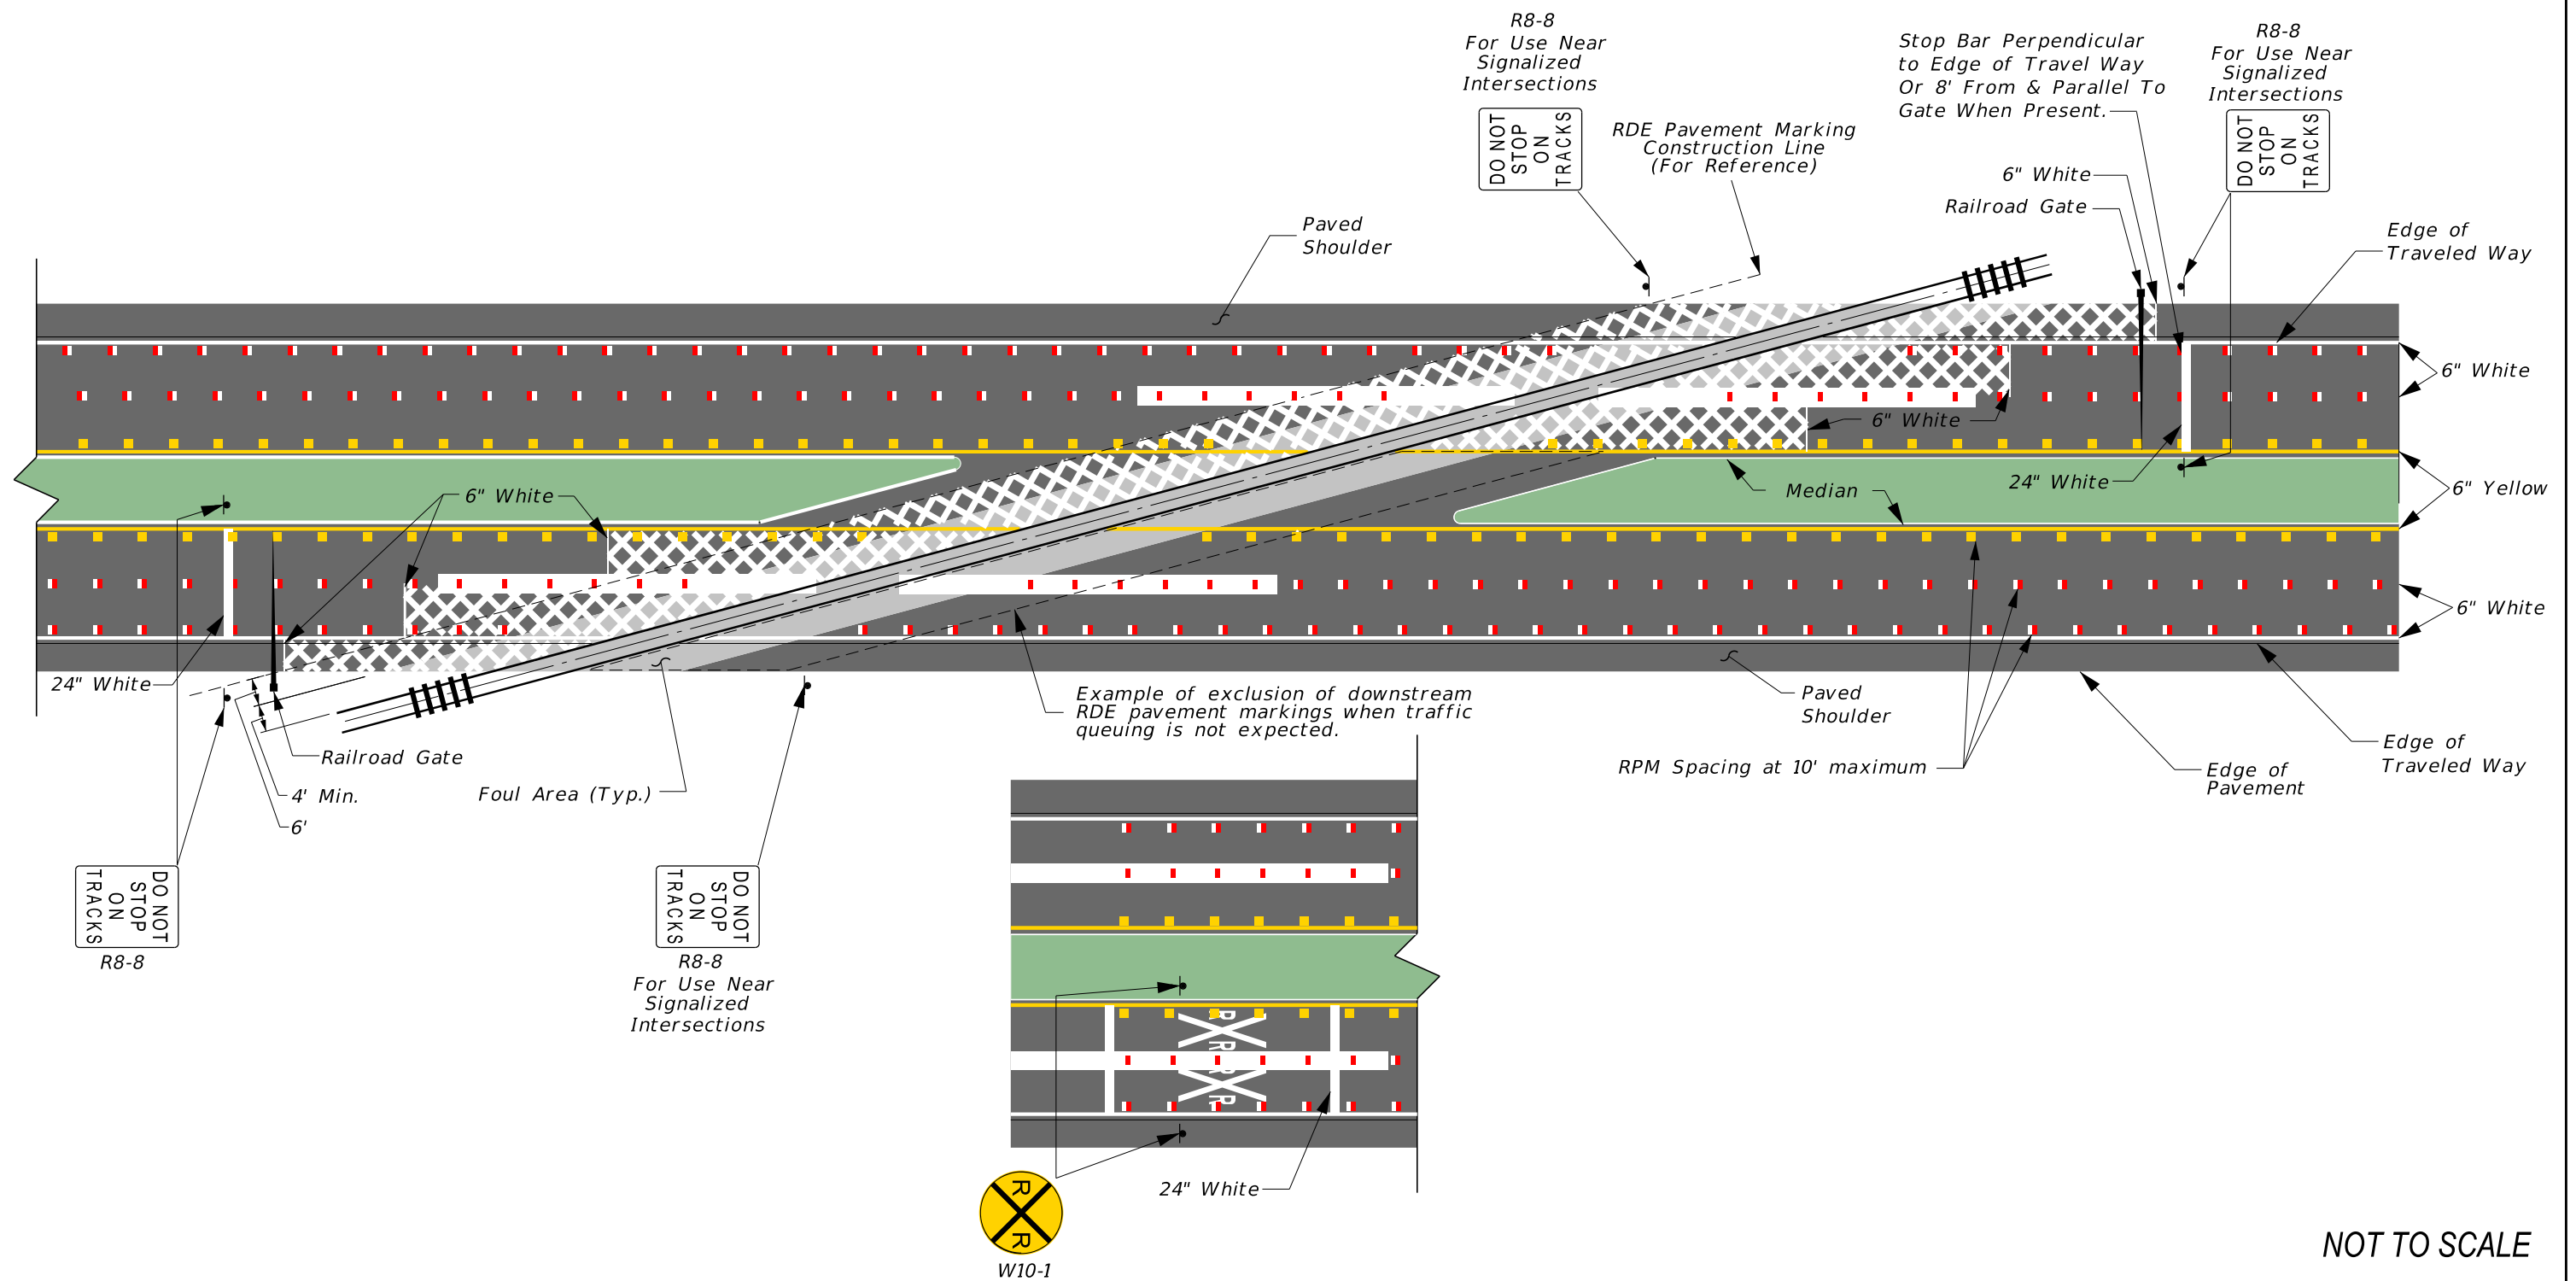 R8-8
For Use Near
Signalized
Intersections
DO NOT
STOP
ON
TRACKS
RDE Pavement Marking
Construction Line
(For Reference)
Stop Bar Perpendicular
to Edge of Travel Way
Or 8' From & Parallel To
Gate When Present.
R8-8
For Use Near
Signalized
Intersections
DO NOT
STOP
ON
TRACKS
6" White
Railroad Gate
Paved
Shoulder
Edge of
Traveled Way
6" White
6" White
24" White
Median
6" Yellow
6" White
6" White
24" White
Railroad Gate
4' Min.
6'
Foul Area (Typ.)
Example of exclusion of downstream
RDE pavement markings when traffic
queuing is not expected.
Paved
Shoulder
RPM Spacing at 10' maximum
Edge of
Pavement
Edge of
Traveled Way
DO NOT
STOP
ON
TRACKS
R8-8
DO NOT
STOP
ON
TRACKS
R8-8
For Use Near
Signalized
Intersections
R R
R R
24" White
R R
W10-1
NOT TO SCALE